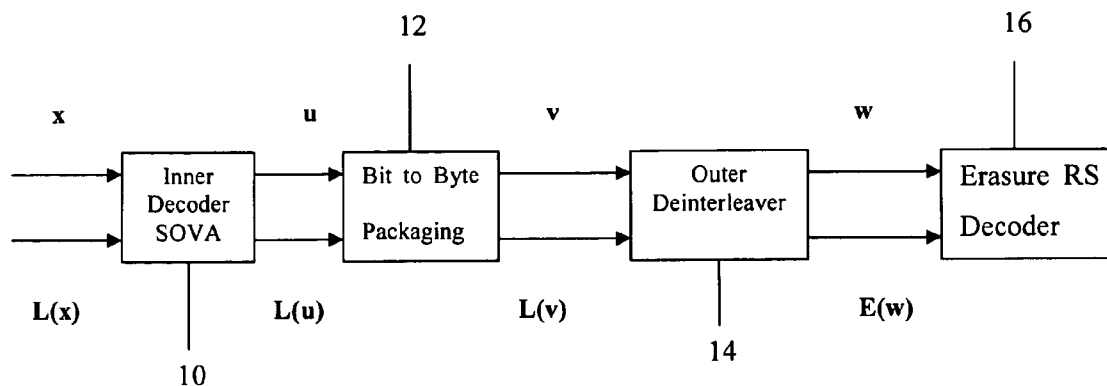 12
16
x
u
v
w
Inner
Decoder
SOVA
Bit to Byte
Packaging
Outer
Deinterleaver
Erasure RS
Decoder
L(x)
L(u)
L(v)
E(w)
10
14